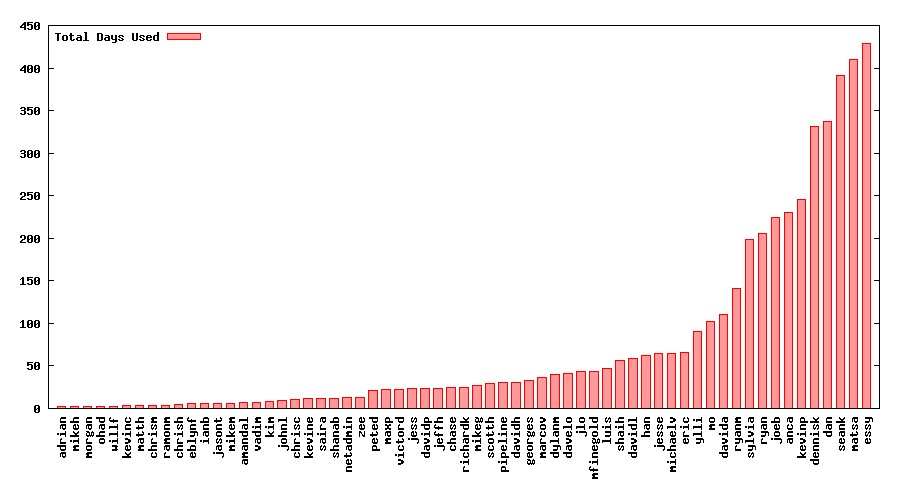 450
Total Days Used
400
350
300
250
200
150
100
50
0
adrian
mikeh
morgan
ohad
willf
kevinc
matth
chrism
ramonm
chrish
eblynf
ianb
jasont
mikem
amandal
vadim
kim
johnl
chrisc
kevine
saira
shanab
netadmin
zee
peted
maxp
victord
jess
davidp
jeffh
chase
richardk
mikeg
scotth
pipeline
davidh
georges
marcov
dylanm
davelo
jlo
mfinegold
luis
shaih
davidl
han
jesse
michaelv
eric
ylli
mo
davida
ryanm
sylvia
ryan
joeb
anca
kevinp
dennisk
dan
seank
matsg
essy